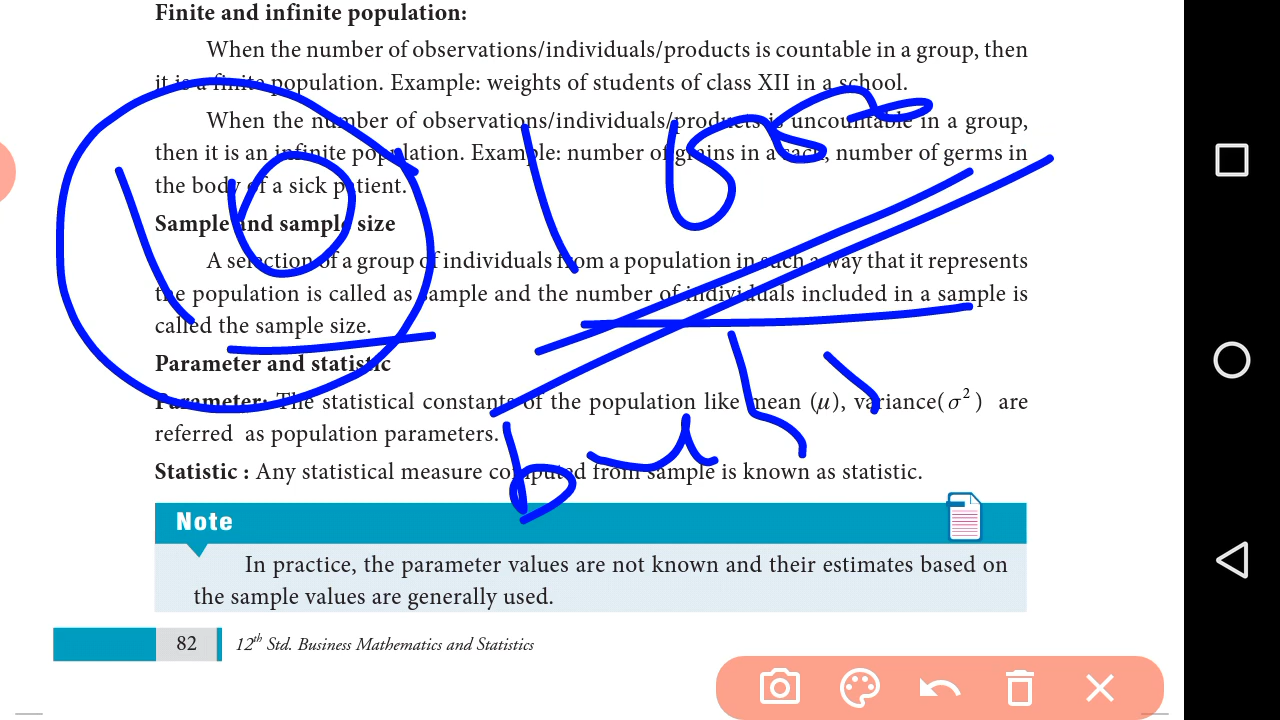 Finite and infinite population:
When the number of observations/individuals/products is countable in a group, then
it is a finite population. Example: weights of students of class XII in a school.
When the number of observations/individuals/products is uncountable in a group,
then it is an infinite population. Example: number of grains in a sack, number of germs in
the body of a sick patient.
Sample and sample size
A selection of a group of individuals from a population in such a way that it represents
the population is called as sample and the number of individuals included in a sample is
called the sample size.
Parameter and statistic
Parameter: The statistical constants of the population like mean (μ), variance(σ²) are
referred as population parameters.
Statistic : Any statistical measure computed from sample is known as statistic.
Note
In practice, the parameter values are not known and their estimates based on
the sample values are generally used.
82 12th Std. Business Mathematics and Statistics
10